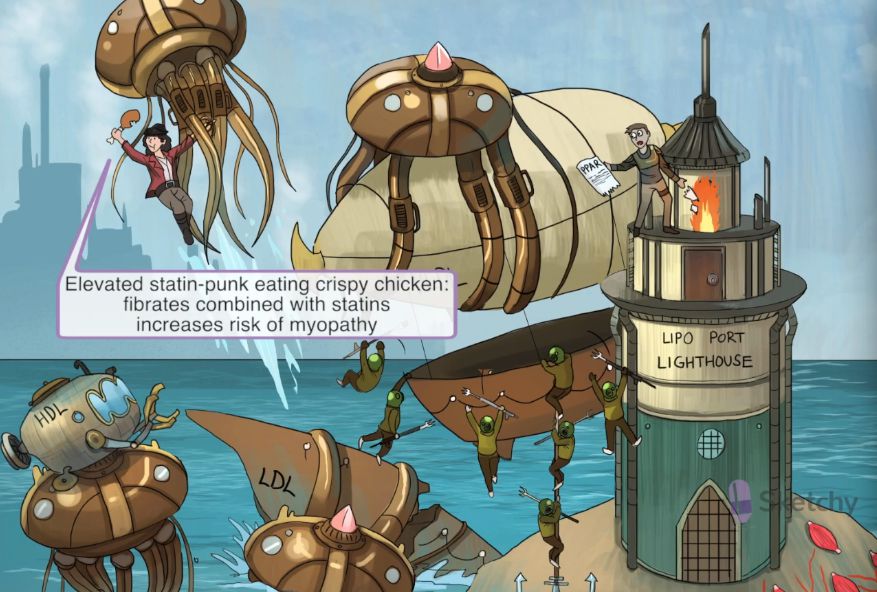 PPAR
Elevated statin-punk eating crispy chicken:
fibrates combined with statins
increases risk of myopathy
LIPO PORT
LIGHTHOUSE
HDL
LDL
Sketchy